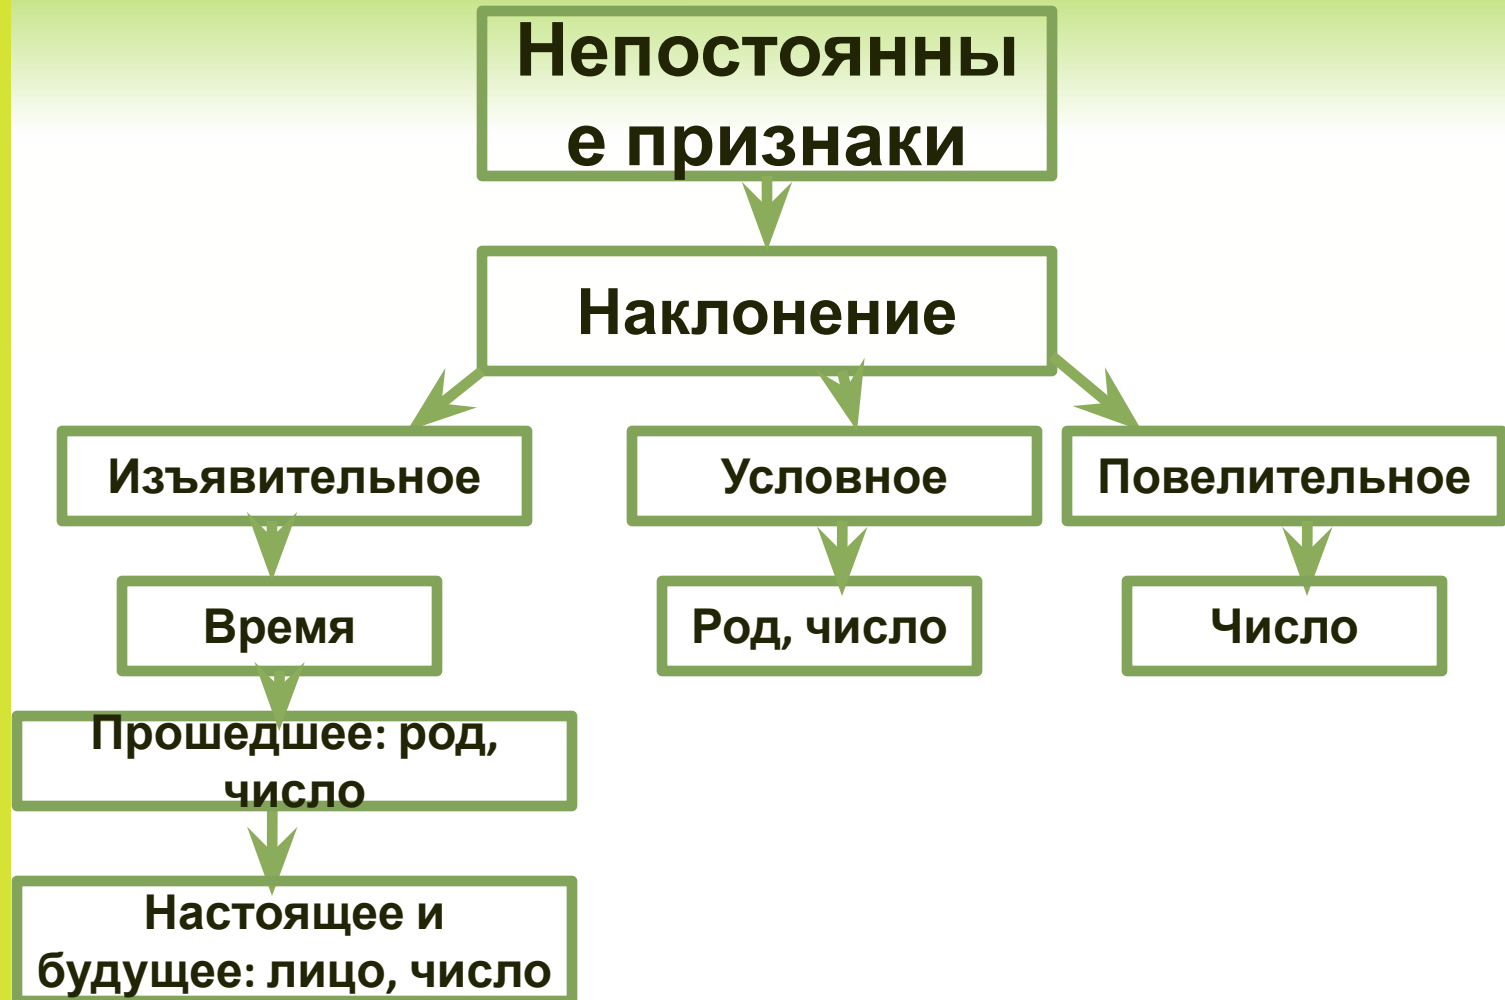 Непостоянны
е признаки
Наклонение
Изъявительное
Условное
Повелительное
Время
Род, число
Число
Прошедшее: род,
число
Настоящее и
будущее: лицо, число